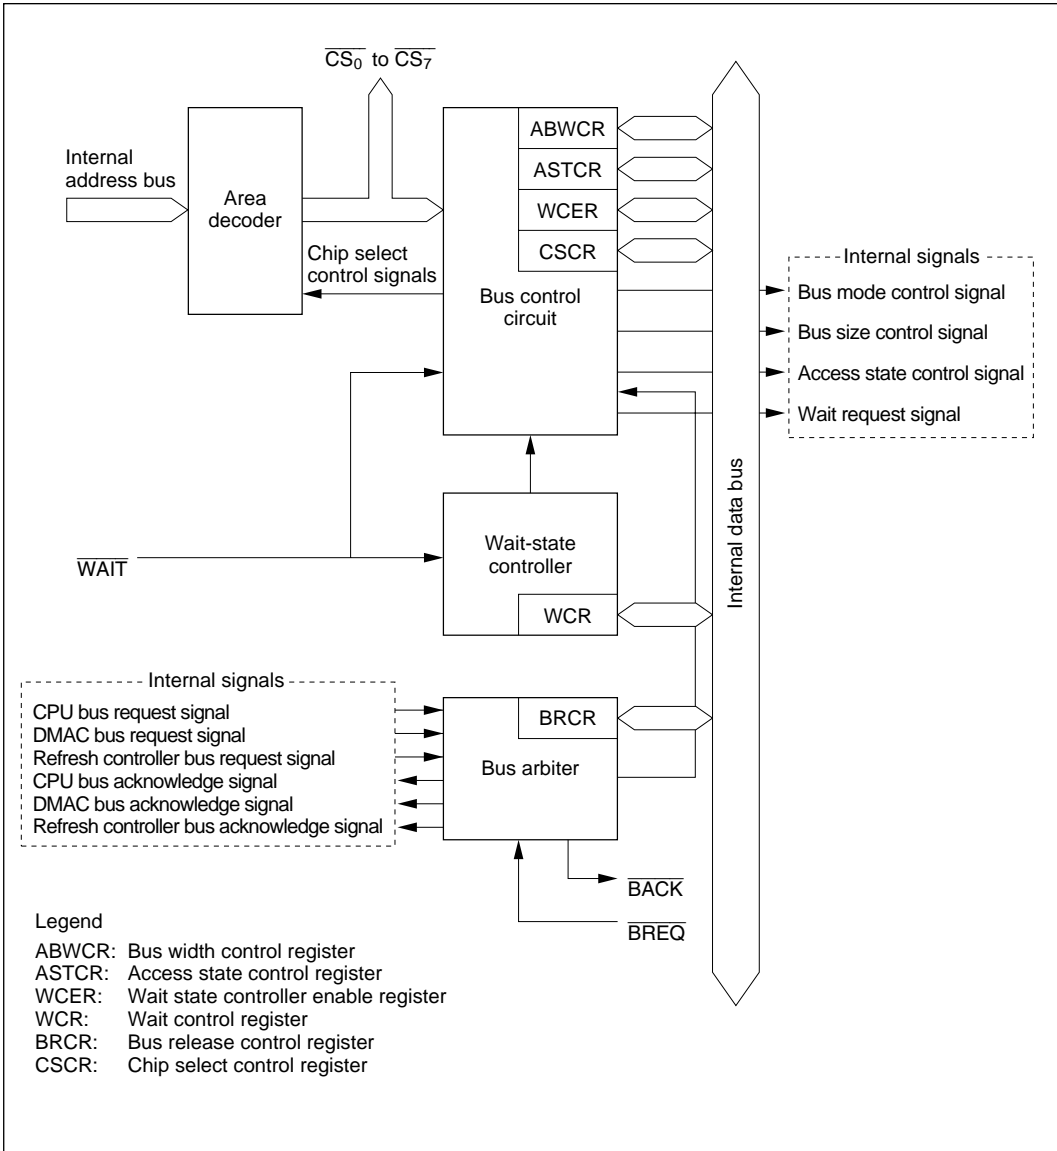 C̅S̅₀ to C̅S̅₇
Internal
address bus
Area
decoder
Chip select
control signals
ABWCR
ASTCR
WCER
CSCR
Bus control
circuit
Internal signals
Bus mode control signal
Bus size control signal
Access state control signal
Wait request signal
Internal data bus
W̅A̅I̅T̅
Wait-state
controller
WCR
Internal signals
CPU bus request signal
DMAC bus request signal
Refresh controller bus request signal
CPU bus acknowledge signal
DMAC bus acknowledge signal
Refresh controller bus acknowledge signal
BRCR
Bus arbiter
B̅A̅C̅K̅
B̅R̅E̅Q̅
Legend
ABWCR: Bus width control register
ASTCR: Access state control register
WCER: Wait state controller enable register
WCR: Wait control register
BRCR: Bus release control register
CSCR: Chip select control register